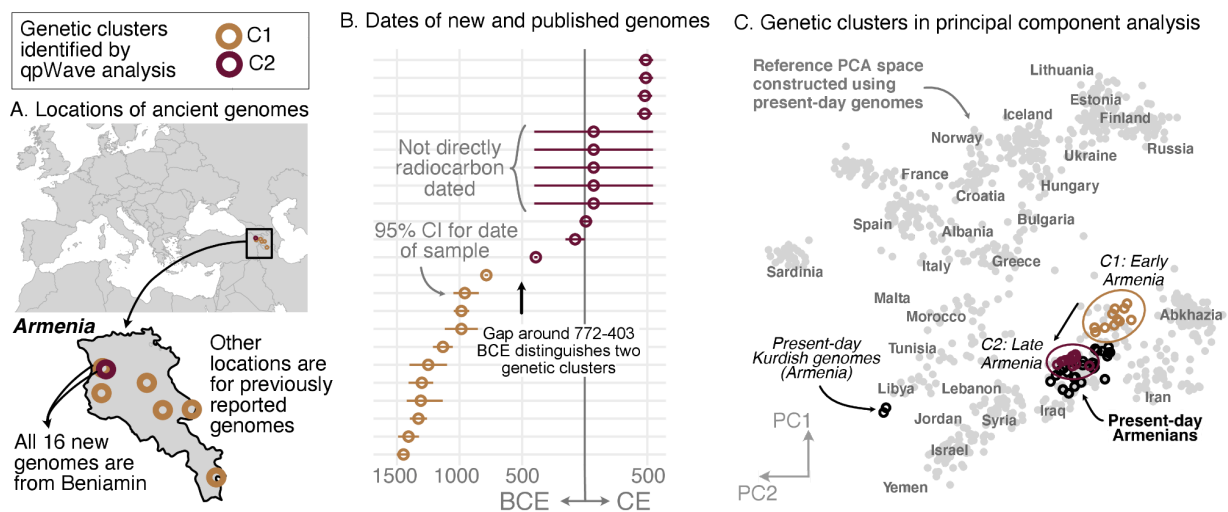 Genetic clusters
identified by
qpWave analysis
C1
C2
A. Locations of ancient genomes
Armenia
Other
locations are
for previously
reported
genomes
All 16 new
genomes are
from Beniamin
B. Dates of new and published genomes
Not directly
radiocarbon
dated
95% CI for date
of sample
Gap around 772-403
BCE distinguishes two
genetic clusters
1500
1000
500
500
BCE
CE
C. Genetic clusters in principal component analysis
Reference PCA space
constructed using
present-day genomes
Lithuania
Estonia
Finland
Iceland
Norway
Russia
Ukraine
France
Hungary
Croatia
Spain
Bulgaria
Albania
Sardinia
Italy
Greece
C1: Early
Armenia
Malta
Morocco
Abkhazia
Present-day
Kurdish genomes
(Armenia)
Tunisia
C2: Late
Armenia
Libya
Lebanon
Iran
Jordan
Syria
Iraq
Present-day
Armenians
Israel
Yemen
PC1
PC2